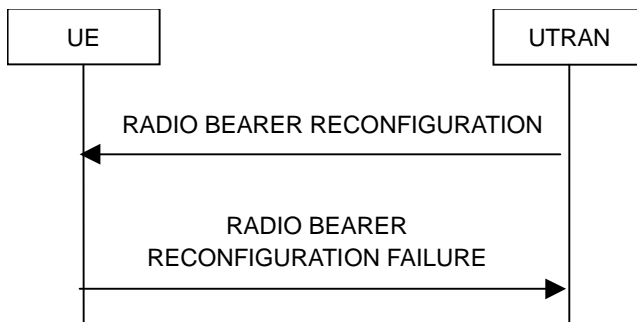 UE
UTRAN
RADIO BEARER RECONFIGURATION
RADIO BEARER
RECONFIGURATION FAILURE